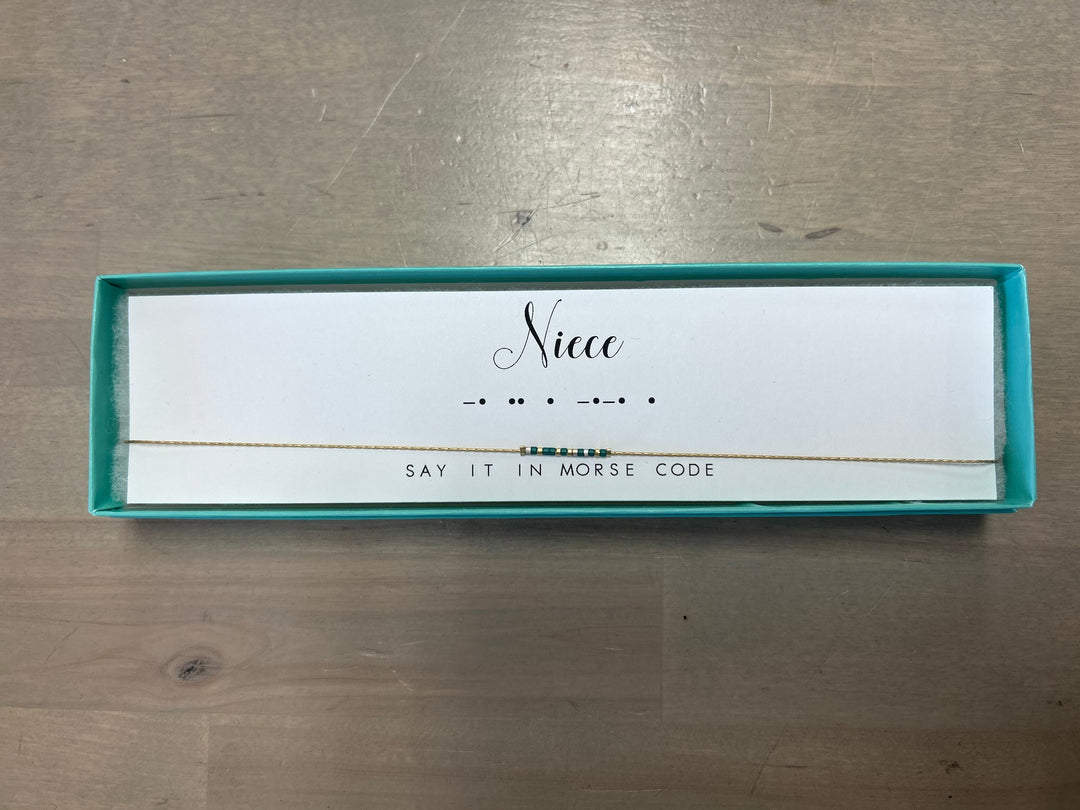 Niece
–• •• • –•–• •
SAY IT IN MORSE CODE